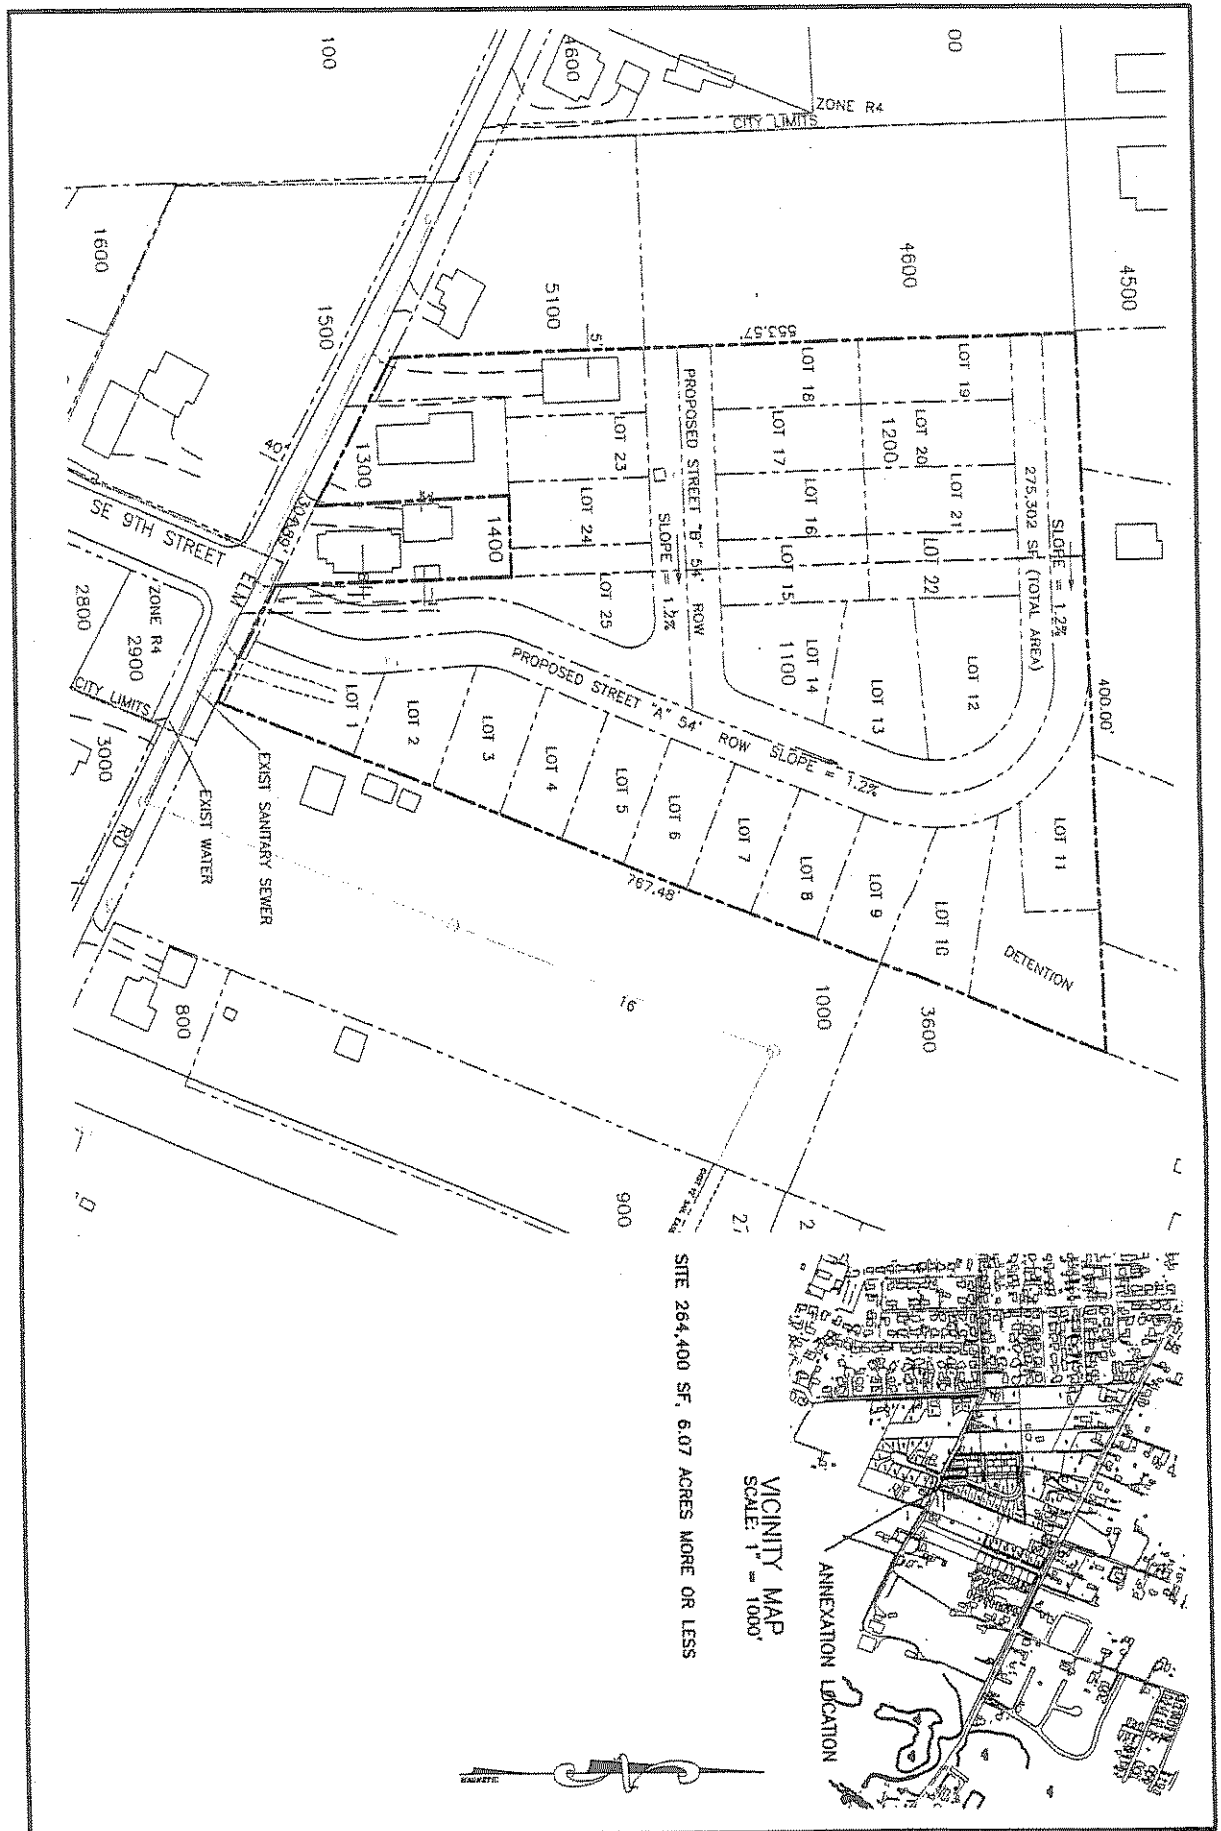 100
4600
00
ZONE R4
CITY LIMITS
4500
4600
5100
1600
1500
553.57'
5'
LOT 19
LOT 18
PROPOSED STREET "B" 54' ROW
SLOPE = 1.2%
LOT 23
1300
40'
SE 9TH STREET
LOT 20
1200
LOT 17
LOT 21
LOT 16
LOT 24
1400
LOT 22
LOT 15
LOT 25
SLOPE = 1.2%
275,302 SF (TOTAL AREA)
400.00'
LOT 12
LOT 14
1100
LOT 13
PROPOSED STREET "A" 54' ROW SLOPE = 1.2%
ELM
RD
ZONE R4
2900
2800
CITY LIMITS
3000
LOT 1
LOT 2
LOT 3
LOT 4
LOT 5
LOT 6
LOT 7
LOT 8
LOT 9
LOT 10
LOT 11
DETENTION
767.48'
EXIST SANITARY SEWER
EXIST WATER
16
1000
3600
800
900
2
SITE 264,400 SF, 6.07 ACRES MORE OR LESS
VICINITY MAP
SCALE: 1" = 1000'
ANNEXATION LOCATION
MAGNETIC